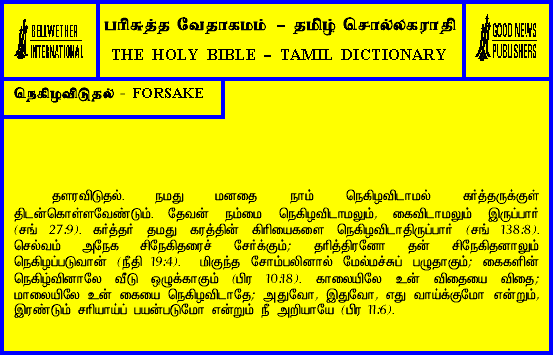 BELLWETHER
INTERNATIONAL
பரிசுத்த வேதாகமம் – தமிழ் சொல்லகராதி
THE HOLY BIBLE – TAMIL DICTIONARY
GOOD NEWS
PUBLISHERS
நெகிழவிடுதல் - FORSAKE
தளரவிடுதல். நமது மனதை நாம் நெகிழவிடாமல் கர்த்தருக்குள்
திடன்கொள்ளவேண்டும். தேவன் நம்மை நெகிழவிடாமலும், கைவிடாமலும் இருப்பார்
(சங் 27:9). கர்த்தர் தமது கரத்தின் கிரியைகளை நெகிழவிடாதிருப்பார் (சங் 138:8).
செல்வம் அநேக சிநேகிதரைச் சேர்க்கும்; தரித்திரனோ தன் சிநேகிதனாலும்
நெகிழப்படுவான் (நீதி 19:4). மிகுந்த சோம்பலினால் மேல்மச்சுப் பழுதாகும்; கைகளின்
நெகிழ்வினாலே வீடு ஒழுக்காகும் (பிர 10:18). காலையிலே உன் விதையை விதை;
மாலையிலே உன் கையை நெகிழவிடாதே; அதுவோ, இதுவோ, எது வாய்க்குமோ என்றும்,
இரண்டும் சரியாய்ப் பயன்படுமோ என்றும் நீ அறியாயே (பிர 11:6).